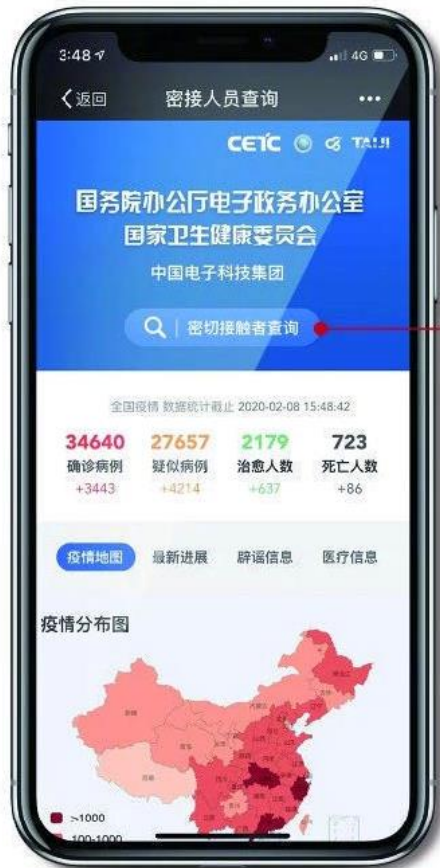 3:48
4G
返回
密接人员查询
CETC
TAIJI
国务院办公厅电子政务办公室
国家卫生健康委员会
中国电子科技集团
密切接触者查询
全国疫情 数据统计截止 2020-02-08 15:48:42
34640 27657 2179 723
确诊病例 疑似病例 治愈人数 死亡人数
+3443 +4214 +637 +86
疫情地图 最新进展 辟谣信息 医疗信息
疫情分布图
>1000
100-1000